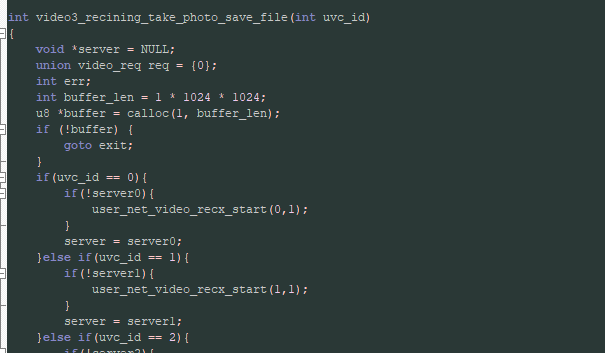 int video3_recining_take_photo_save_file(int uvc_id)
{
    void *server = NULL;
    union video_req req = {0};
    int err;
    int buffer_len = 1 * 1024 * 1024;
    u8 *buffer = calloc(1, buffer_len);
    if (!buffer) {
        goto exit;
    }
    if(uvc_id == 0){
        if(!server0){
            user_net_video_recx_start(0,1);
        }
        server = server0;
    }else if(uvc_id == 1){
        if(!server1){
            user_net_video_recx_start(1,1);
        }
        server = server1;
    }else if(uvc_id == 2){
        if(!server2){